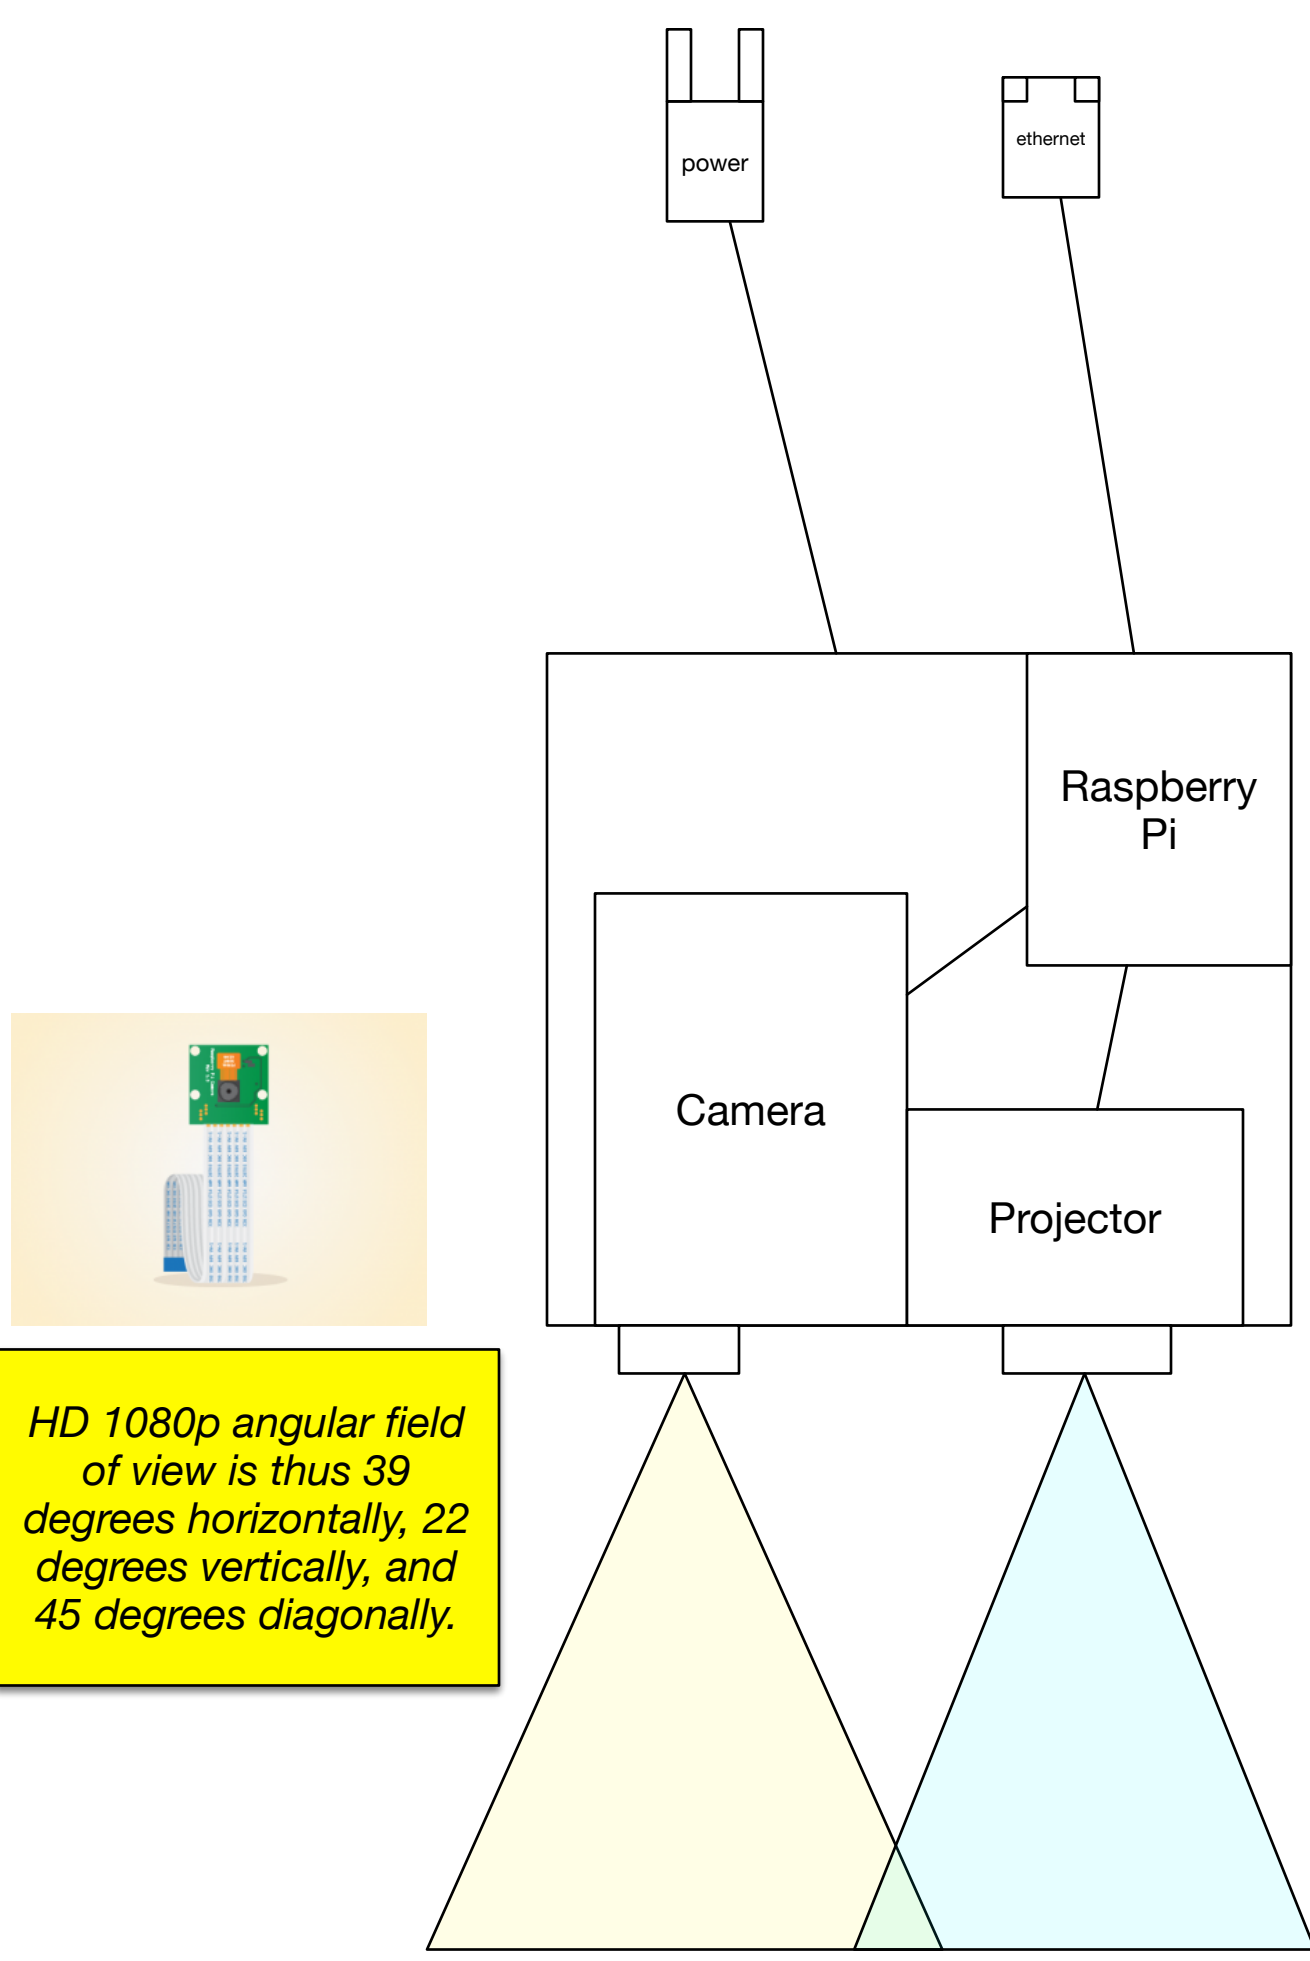 power
ethernet
Raspberry
Pi
Camera
Projector
HD 1080p angular field
of view is thus 39
degrees horizontally, 22
degrees vertically, and
45 degrees diagonally.